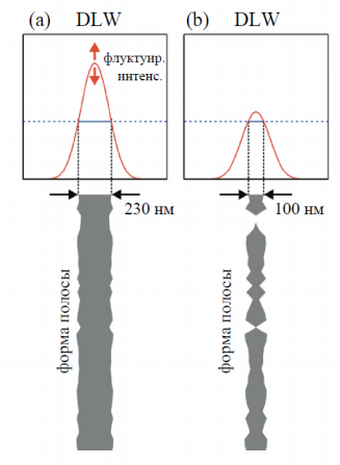 (a) DLW
(b) DLW
флуктуир.
интенс.
230 нм
100 нм
форма полосы
форма полосы